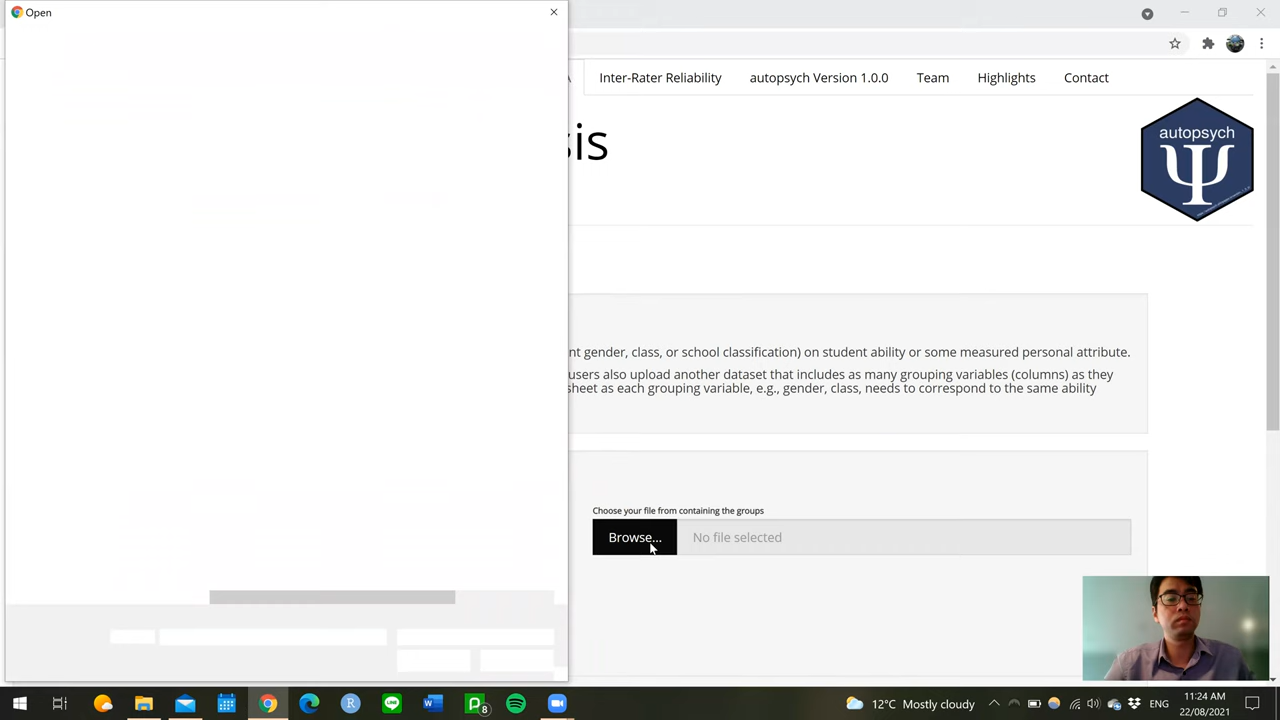 Open
A
Inter-Rater Reliability
autopsych Version 1.0.0
Team
Highlights
Contact
sis
autopsych
nt gender, class, or school classification) on student ability or some measured personal attribute.
users also upload another dataset that includes as many grouping variables (columns) as they
sheet as each grouping variable, e.g., gender, class, needs to correspond to the same ability
Choose your file from containing the groups
Browse...
No file selected
8
12°C Mostly cloudy
ENG
11:24 AM
22/08/2021